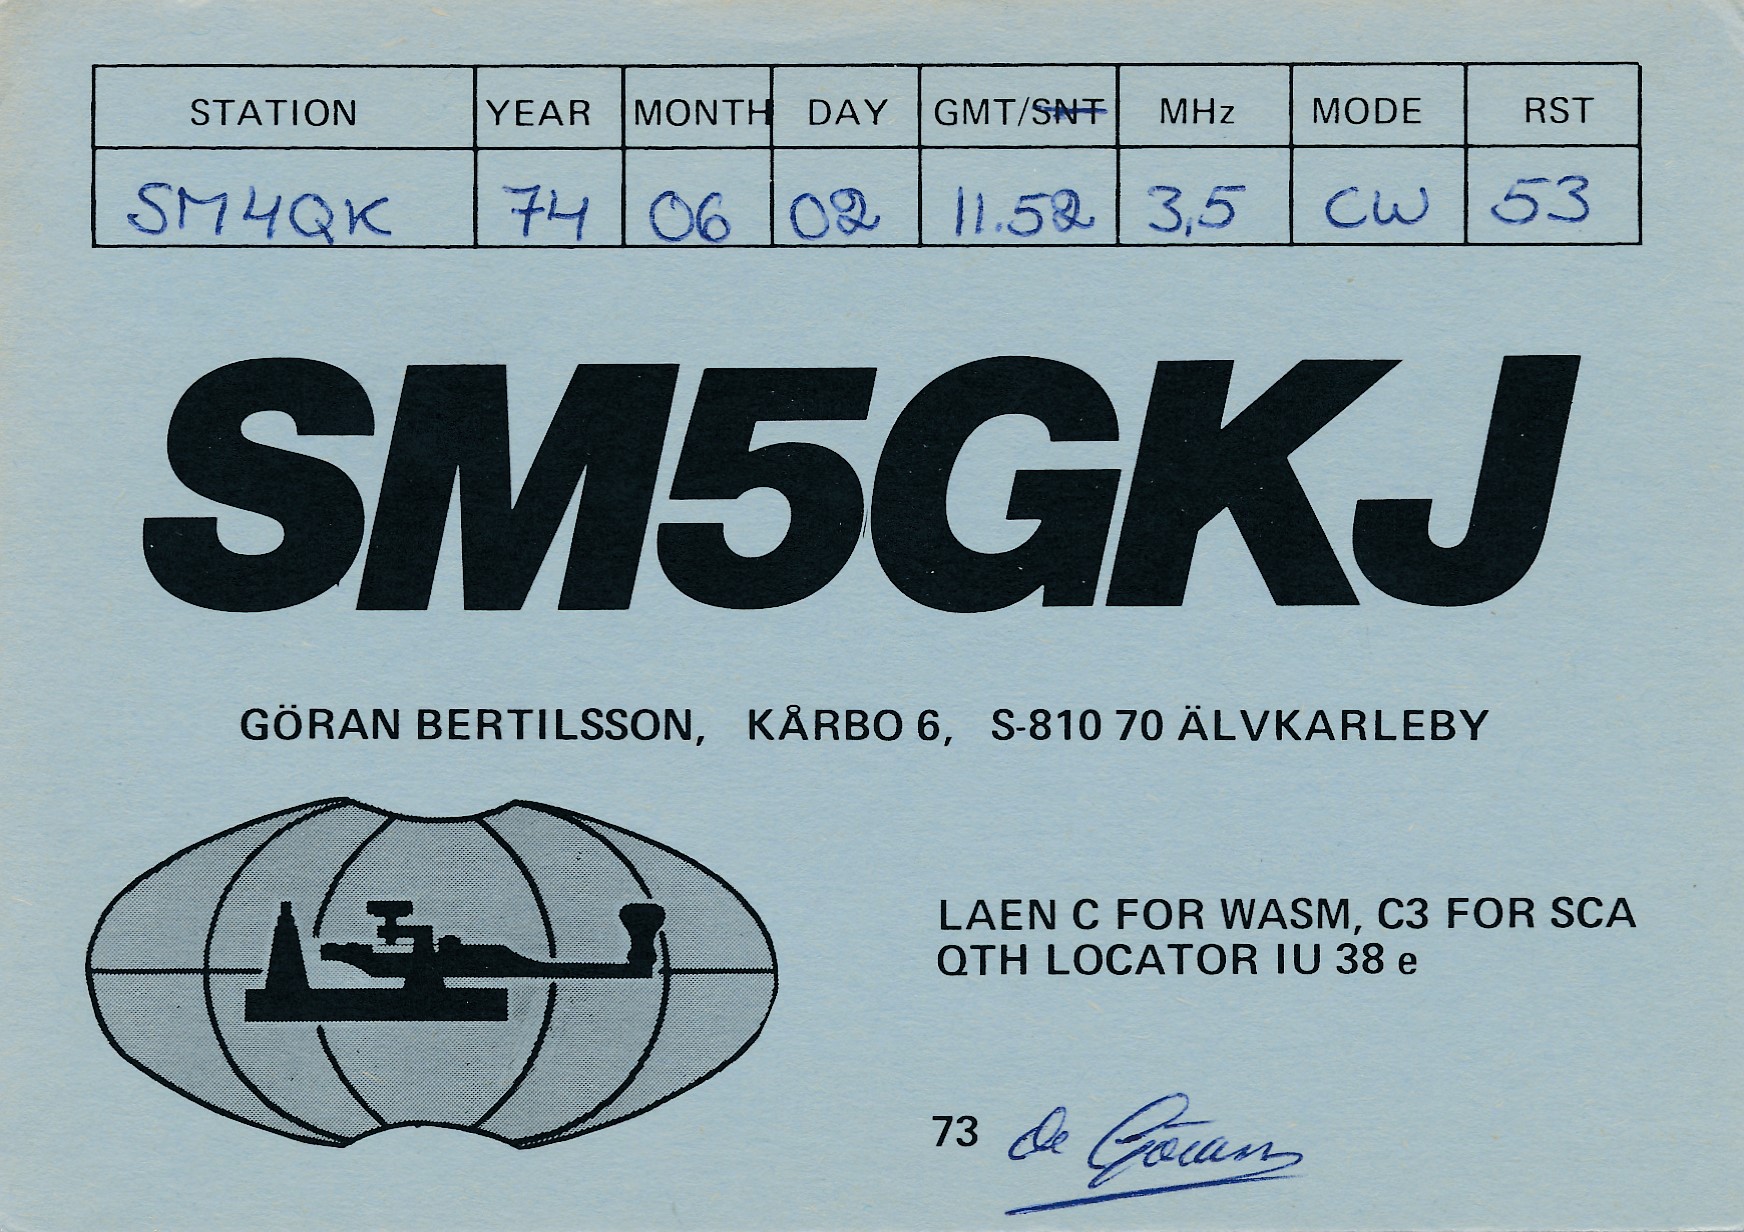 STATION YEAR MONTH DAY GMT/SNT MHz MODE RST
SM4QK 74 06 02 11.52 3,5 CW 53
SM5GKJ
GÖRAN BERTILSSON, KÅRBO 6, S-810 70 ÄLVKARLEBY
LAEN C FOR WASM, C3 FOR SCA
QTH LOCATOR IU 38 e
73 de Göran